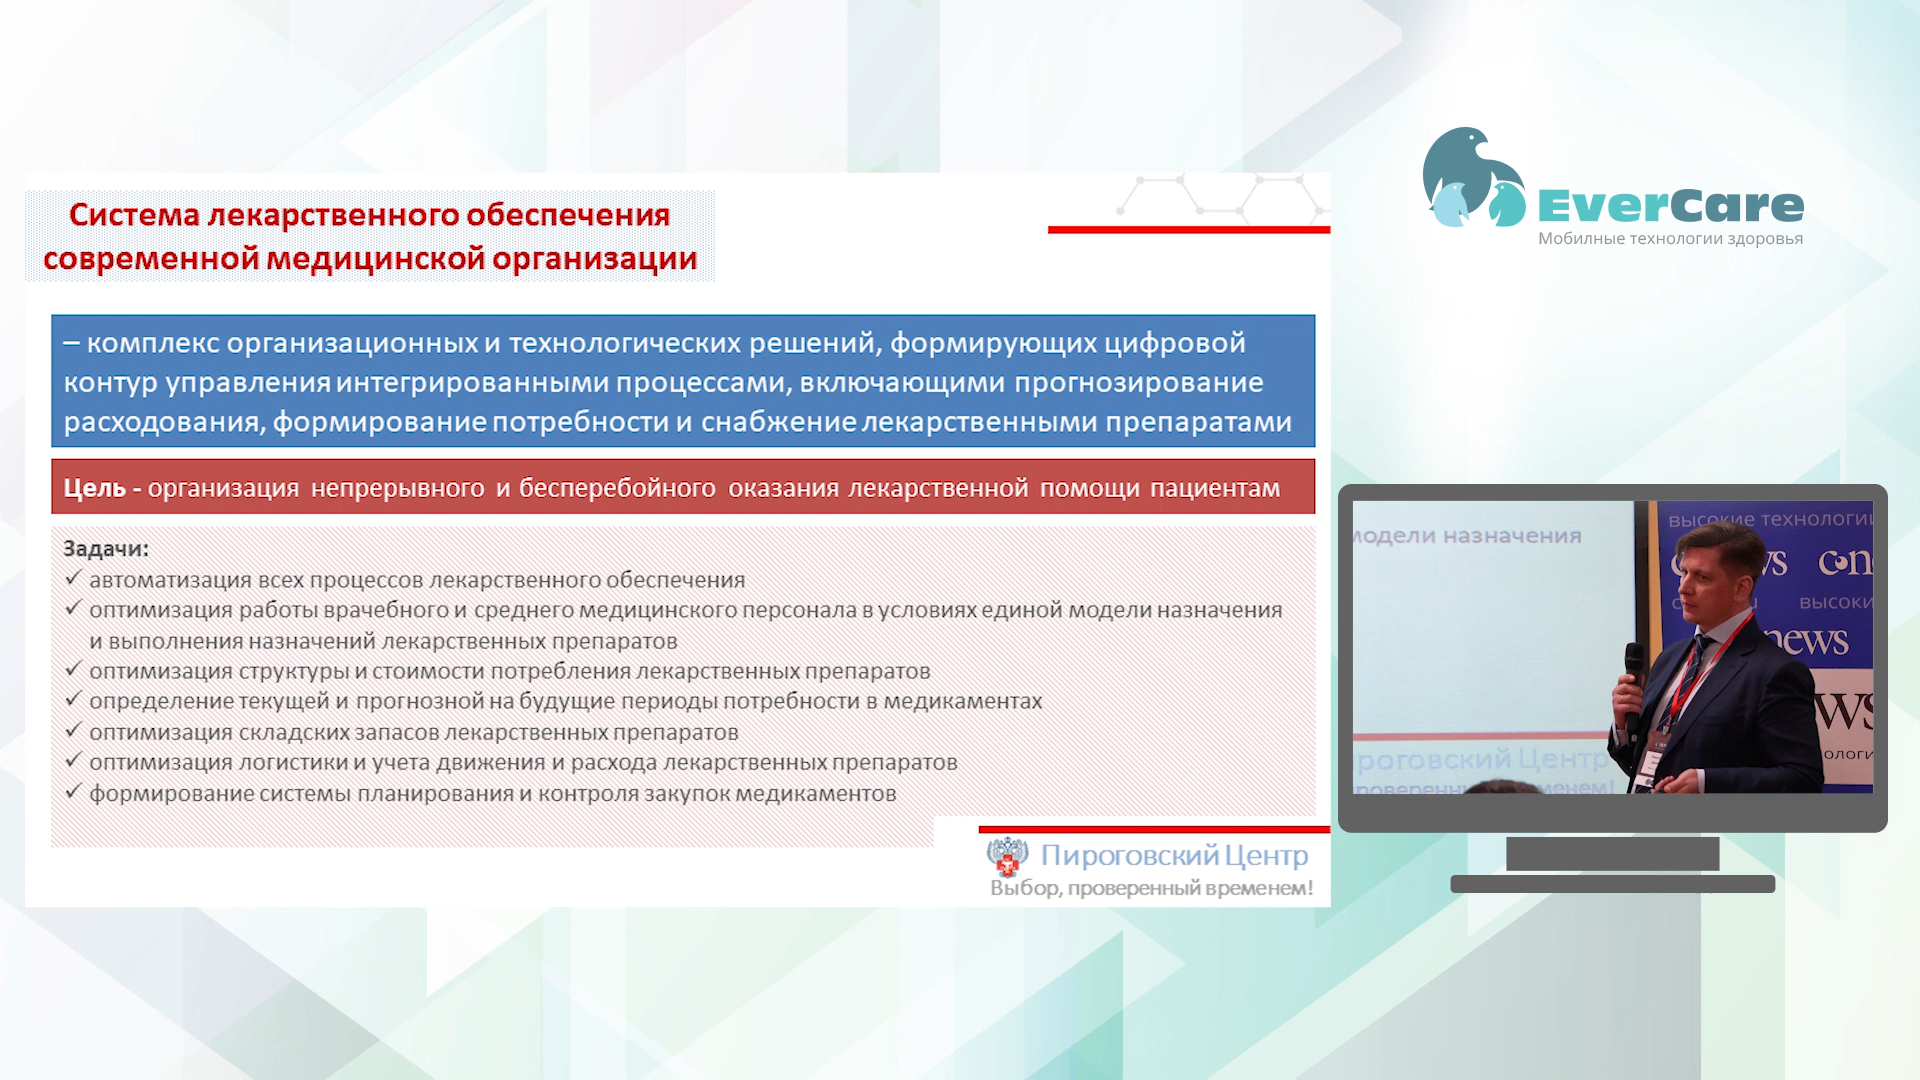 Система лекарственного обеспечения
современной медицинской организации
– комплекс организационных и технологических решений, формирующих цифровой
контур управления интегрированными процессами, включающими прогнозирование
расходования, формирование потребности и снабжение лекарственными препаратами
Цель - организация непрерывного и бесперебойного оказания лекарственной помощи пациентам
Задачи:
✓ автоматизация всех процессов лекарственного обеспечения
✓ оптимизация работы врачебного и среднего медицинского персонала в условиях единой модели назначения
и выполнения назначений лекарственных препаратов
✓ оптимизация структуры и стоимости потребления лекарственных препаратов
✓ определение текущей и прогнозной на будущие периоды потребности в медикаментах
✓ оптимизация складских запасов лекарственных препаратов
✓ оптимизация логистики и учета движения и расхода лекарственных препаратов
✓ формирование системы планирования и контроля закупок медикаментов
Пироговский Центр
Выбор, проверенный временем!
EverCare
Мобилные технологии здоровья
модели назначения
высокие технологии
news
Центр